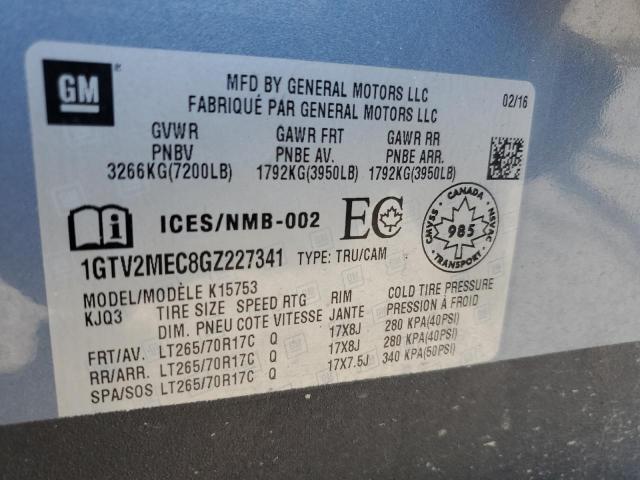 GM
MFD BY GENERAL MOTORS LLC
FABRIQUÉ PAR GENERAL MOTORS LLC
02/16
GVWR GAWR FRT GAWR RR
PNBV PNBE AV. PNBE ARR.
3266KG(7200LB) 1792KG(3950LB) 1792KG(3950LB)
i ICES/NMB-002 EC CANADA CMVSS NSVAC 985
1GTV2MEC8GZ227341 TYPE: TRU/CAM
MODEL/MODÈLE K15753
KJQ3 TIRE SIZE SPEED RTG RIM COLD TIRE PRESSURE
DIM. PNEU COTE VITESSE JANTE PRESSION À FROID
FRT/AV. LT265/70R17C Q 17X8J 280 KPA(40PSI)
RR/ARR. LT265/70R17C Q 17X8J 280 KPA(40PSI)
SPA/SOS LT265/70R17C Q 17X7.5J 340 KPA(50PSI)